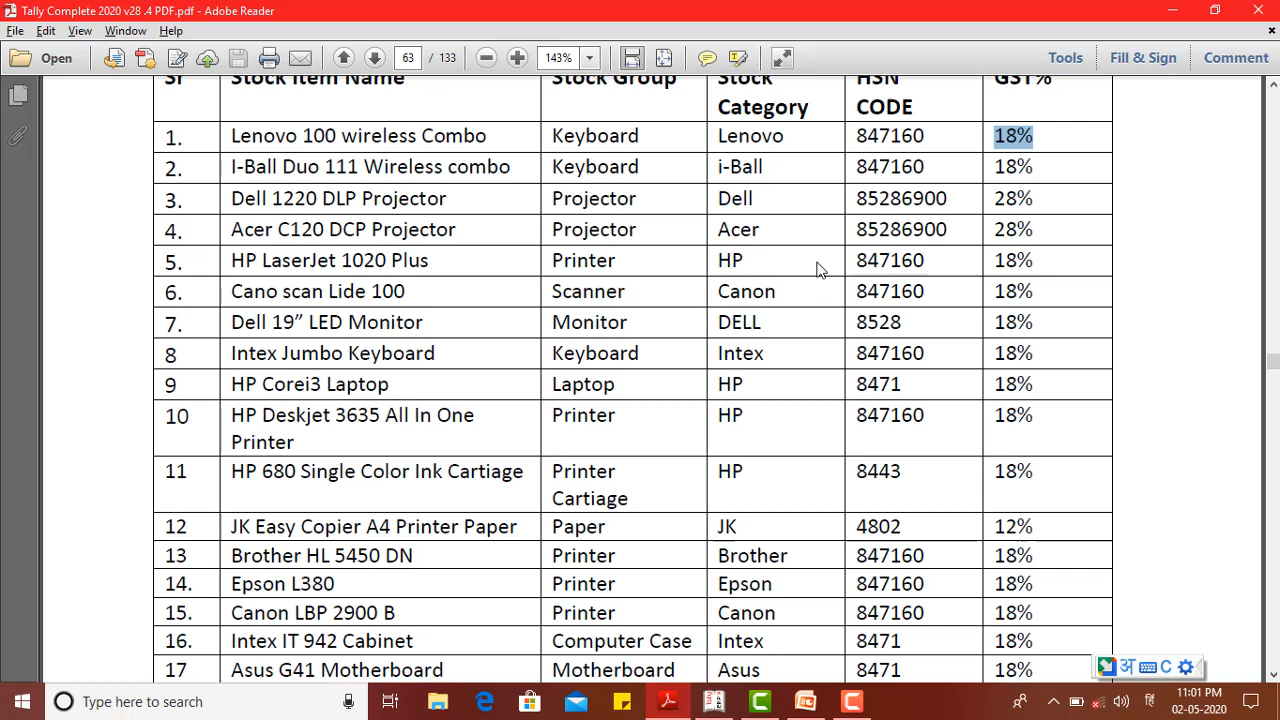 Tally Complete 2020 v28 .4 PDF.pdf - Adobe Reader
File Edit View Window Help
Open 63 / 133 143% Tools Fill & Sign Comment
Sr Stock Item Name Stock Group Stock Category HSN CODE GST%
1. Lenovo 100 wireless Combo Keyboard Lenovo 847160 18%
2. I-Ball Duo 111 Wireless combo Keyboard i-Ball 847160 18%
3. Dell 1220 DLP Projector Projector Dell 85286900 28%
4. Acer C120 DCP Projector Projector Acer 85286900 28%
5. HP LaserJet 1020 Plus Printer HP 847160 18%
6. Cano scan Lide 100 Scanner Canon 847160 18%
7. Dell 19” LED Monitor Monitor DELL 8528 18%
8 Intex Jumbo Keyboard Keyboard Intex 847160 18%
9 HP Corei3 Laptop Laptop HP 8471 18%
10 HP Deskjet 3635 All In One Printer HP 847160 18%
Printer
11 HP 680 Single Color Ink Cartiage Printer HP 8443 18%
Cartiage
12 JK Easy Copier A4 Printer Paper Paper JK 4802 12%
13 Brother HL 5450 DN Printer Brother 847160 18%
14. Epson L380 Printer Epson 847160 18%
15. Canon LBP 2900 B Printer Canon 847160 18%
16. Intex IT 942 Cabinet Computer Case Intex 8471 18%
17 Asus G41 Motherboard Motherboard Asus 8471 18%
अ C
Type here to search
हि 11:01 PM
02-05-2020